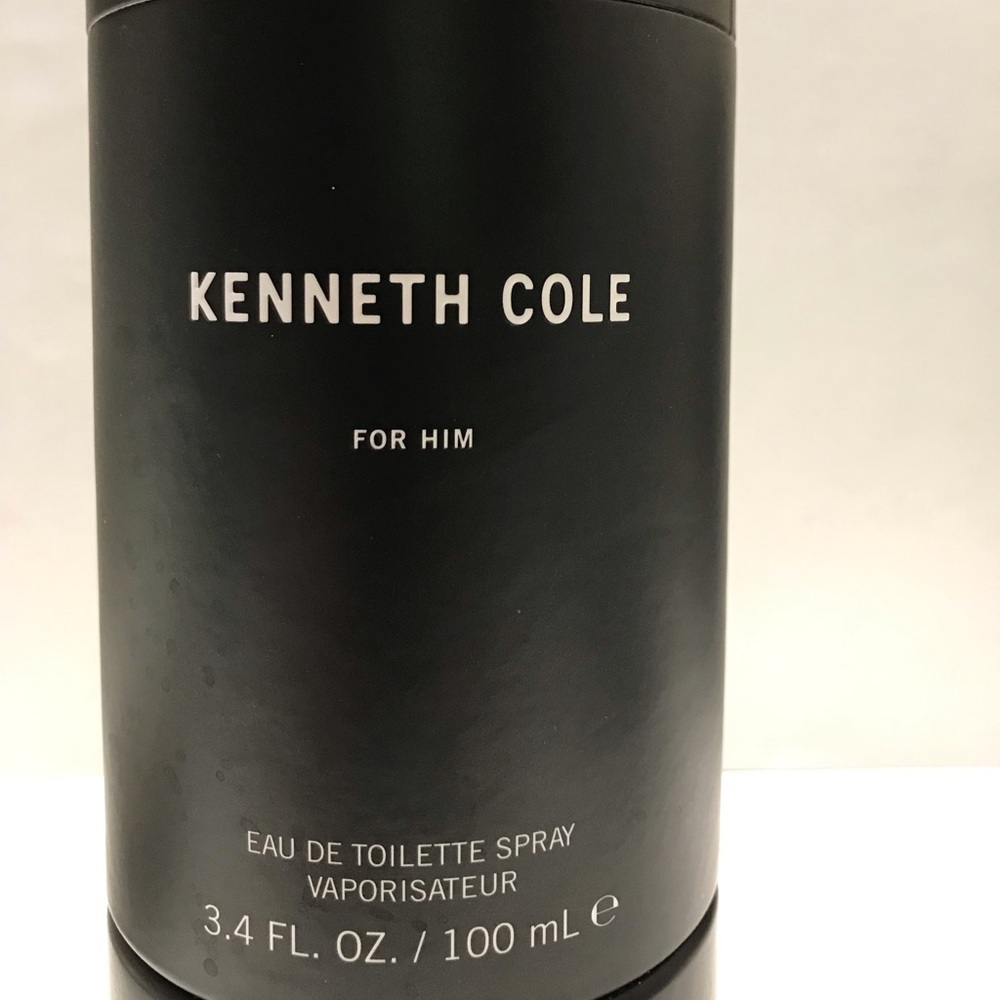 KENNETH COLE
FOR HIM
EAU DE TOILETTE SPRAY
VAPORISATEUR
3.4 FL. OZ. / 100 mL ℮